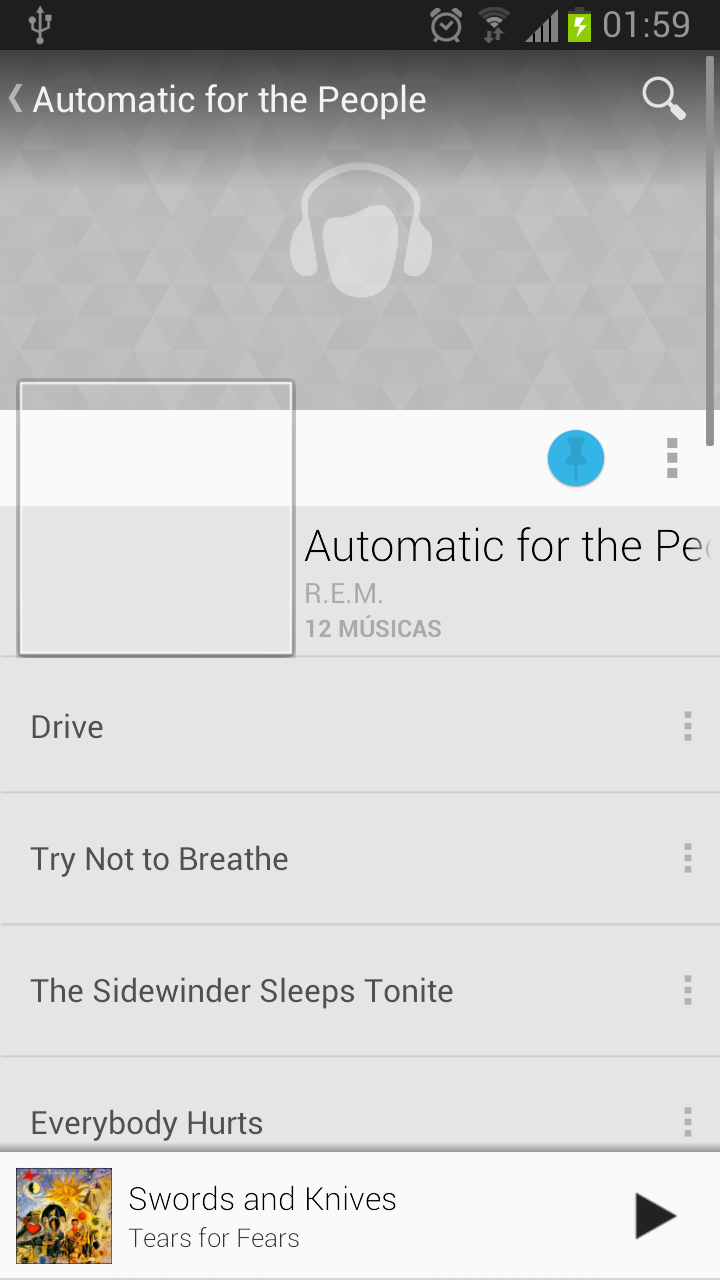 01:59
Automatic for the People
Automatic for the Pe
R.E.M.
12 MÚSICAS
Drive
Try Not to Breathe
The Sidewinder Sleeps Tonite
Everybody Hurts
Swords and Knives
Tears for Fears